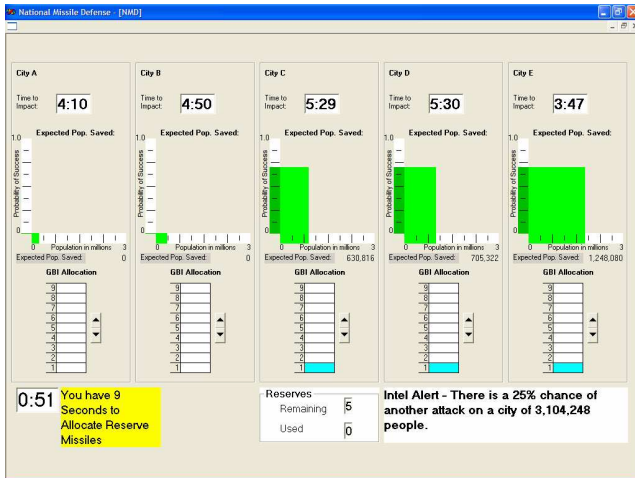 National Missile Defense - [NMD]
City A
City B
City C
City D
City E
Time to Impact: 4:10
Time to Impact: 4:50
Time to Impact: 5:29
Time to Impact: 5:30
Time to Impact: 3:47
Expected Pop. Saved:
Expected Pop. Saved:
Expected Pop. Saved:
Expected Pop. Saved:
Expected Pop. Saved:
1.0
1.0
1.0
1.0
1.0
Probability of Success
Probability of Success
Probability of Success
Probability of Success
Probability of Success
0
0
0
0
0
0 Population in millions 3
0 Population in millions 3
0 Population in millions 3
0 Population in millions 3
0 Population in millions 3
Expected Pop. Saved: 0
Expected Pop. Saved: 0
Expected Pop. Saved: 630,816
Expected Pop. Saved: 705,322
Expected Pop. Saved: 1,248,080
GBI Allocation
GBI Allocation
GBI Allocation
GBI Allocation
GBI Allocation
9 9 9 9 9
8 8 8 8 8
7 7 7 7 7
6 6 6 6 6
5 5 5 5 5
4 4 4 4 4
3 3 3 3 3
2 2 2 2 2
1 1 1 1 1
0:51
You have 9
Seconds to
Allocate Reserve
Missiles
Reserves
Remaining 5
Used 0
Intel Alert - There is a 25% chance of
another attack on a city of 3,104,248
people.